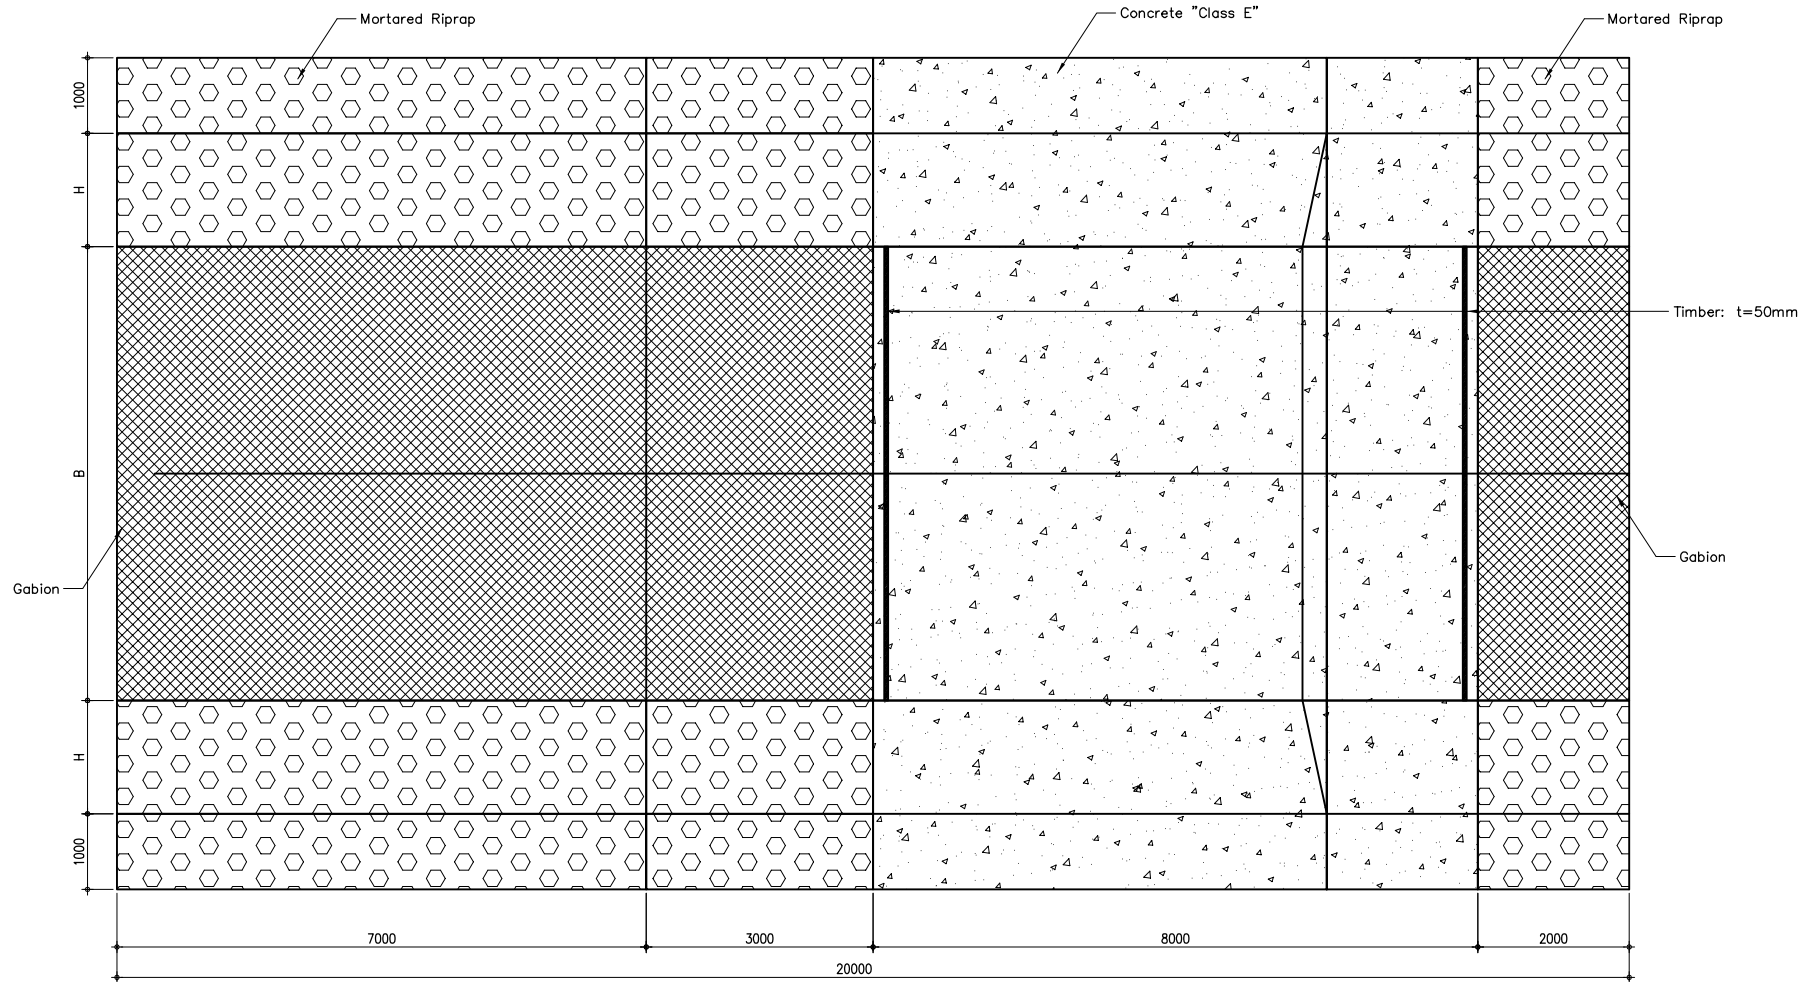 Mortared Riprap
Concrete "Class E"
Mortared Riprap
1000
H
Timber: t=50mm
B
Gabion
Gabion
H
1000
7000
3000
8000
2000
20000